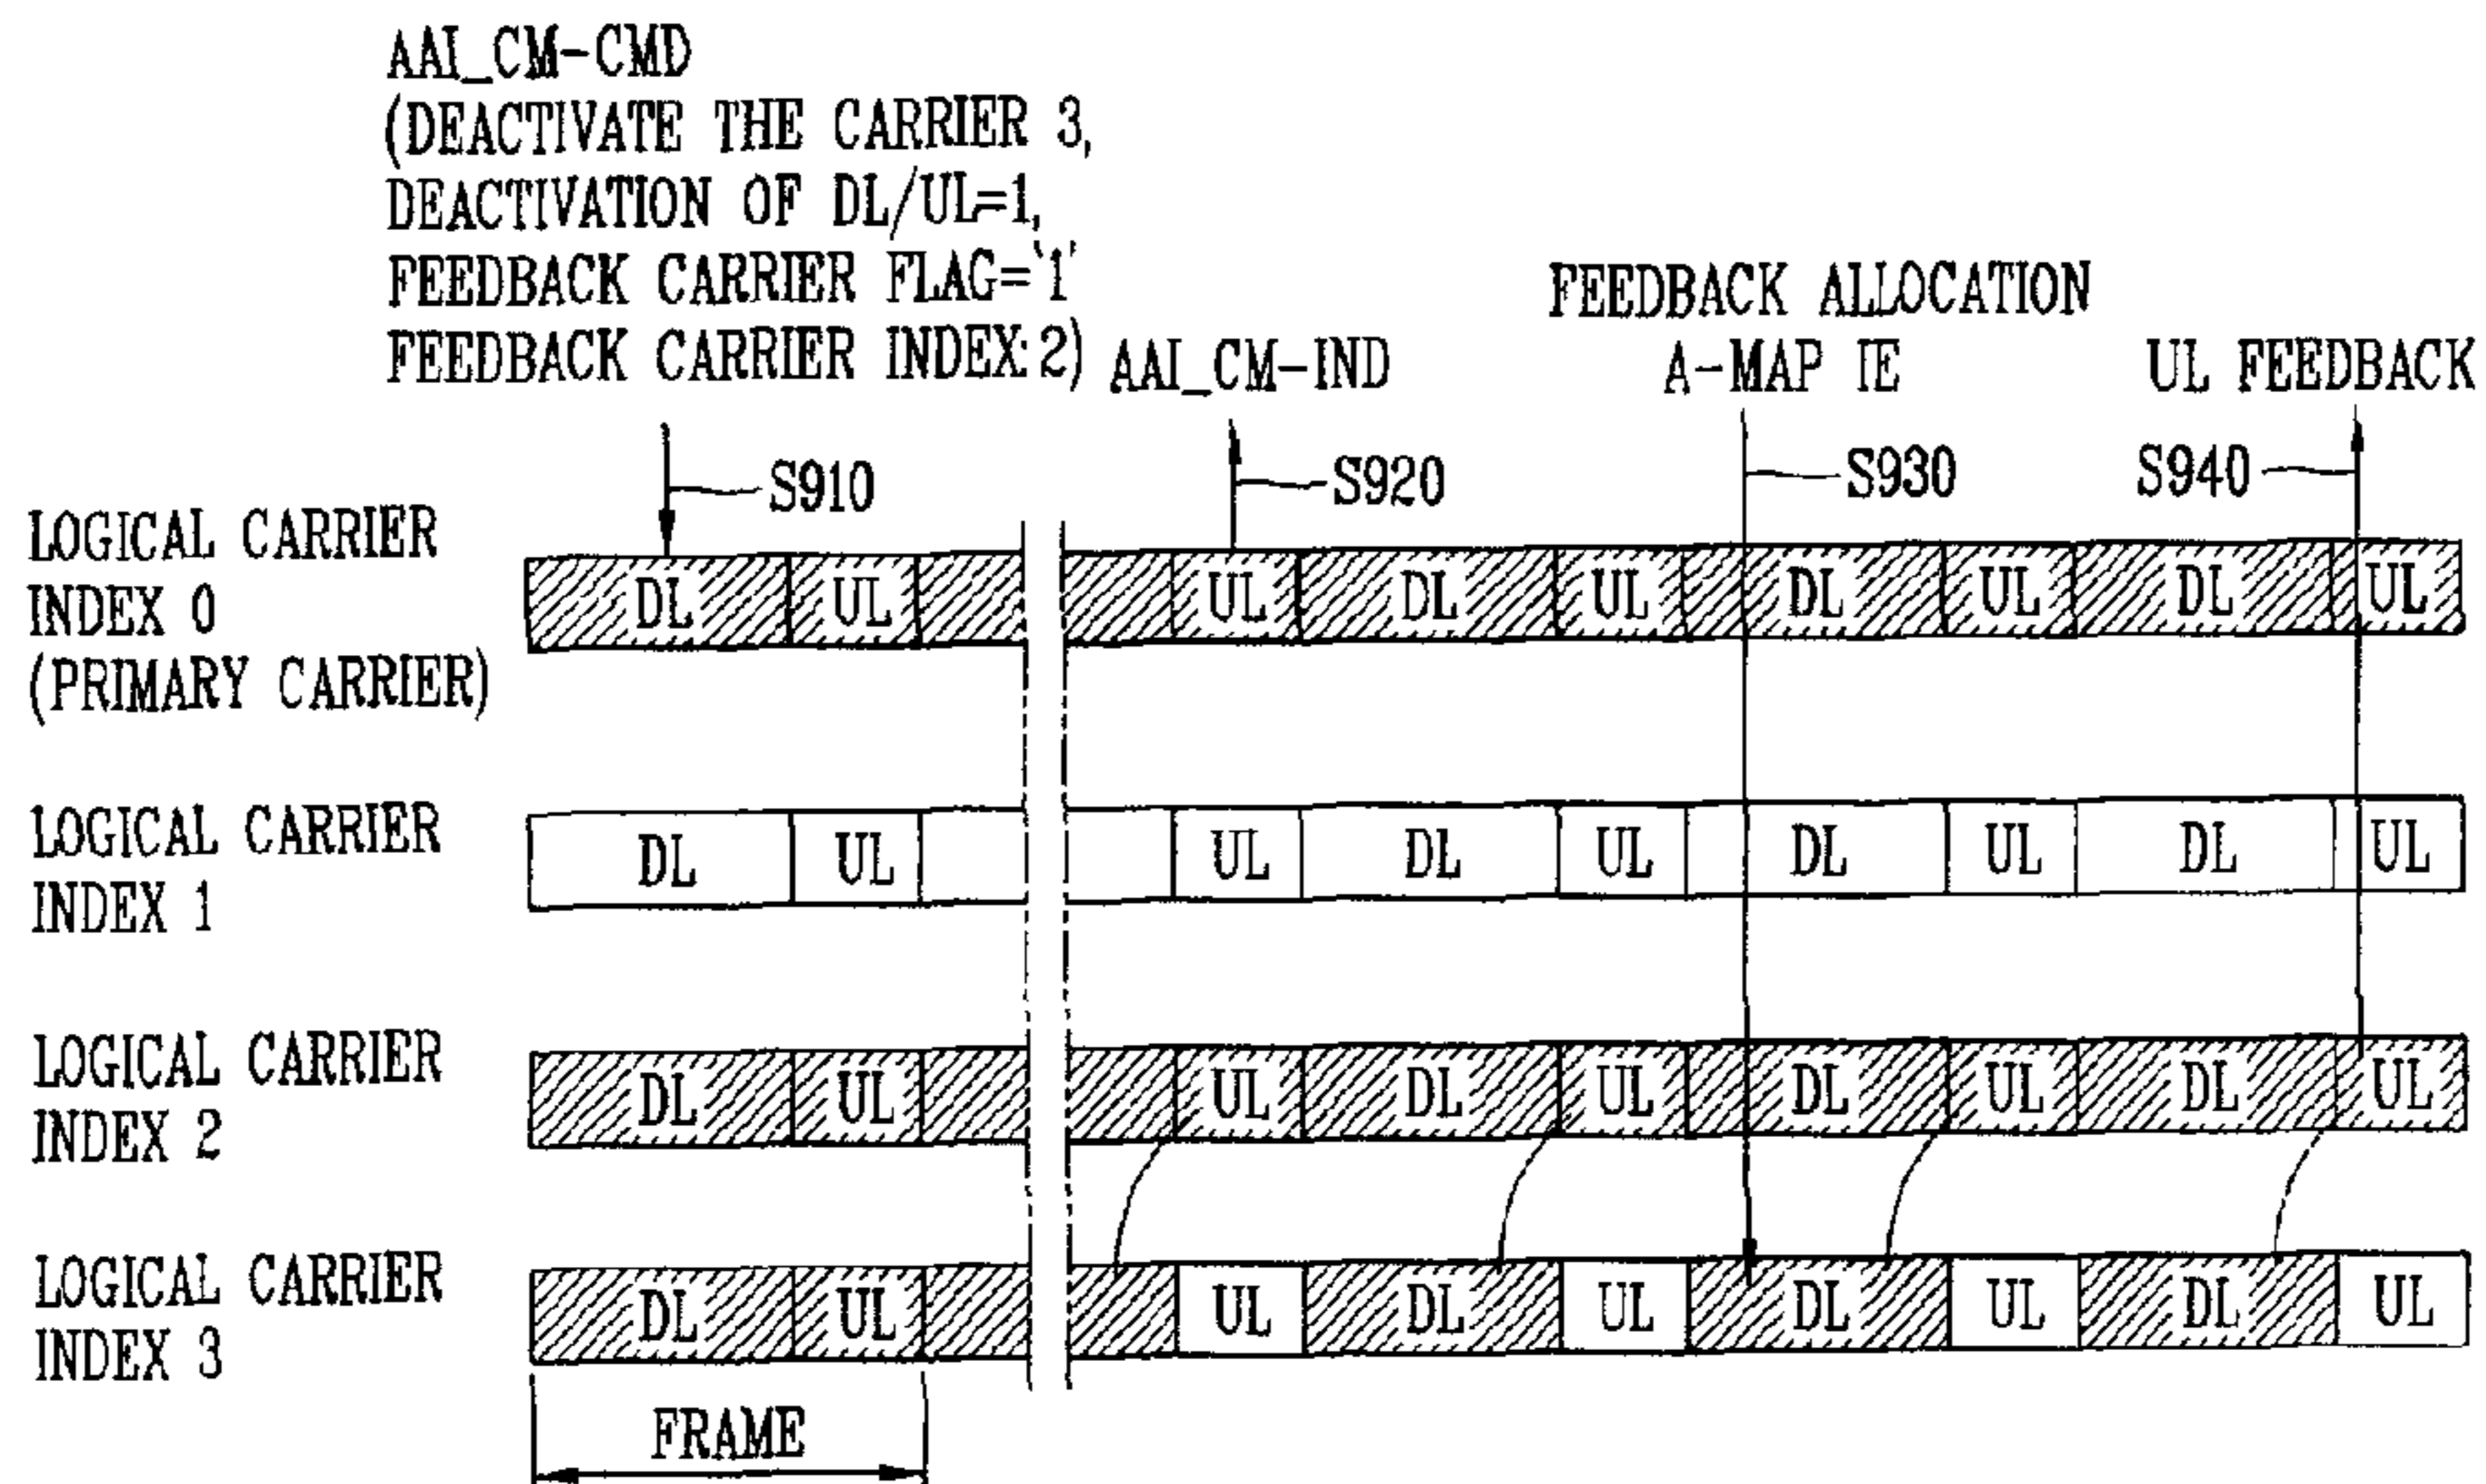 AAI_CM-CMD
(DEACTIVATE THE CARRIER 3,
DEACTIVATION OF DL/UL=1,
FEEDBACK CARRIER FLAG=‘1’
FEEDBACK CARRIER INDEX:2)
AAI_CM-IND
FEEDBACK ALLOCATION
A-MAP IE
UL FEEDBACK
S910
S920
S930
S940
LOGICAL CARRIER
INDEX 0
(PRIMARY CARRIER)
DL UL UL DL UL DL UL DL UL
LOGICAL CARRIER
INDEX 1
DL UL UL DL UL DL UL DL UL
LOGICAL CARRIER
INDEX 2
DL UL UL DL UL DL UL DL UL
LOGICAL CARRIER
INDEX 3
DL UL UL DL UL DL UL DL UL
FRAME